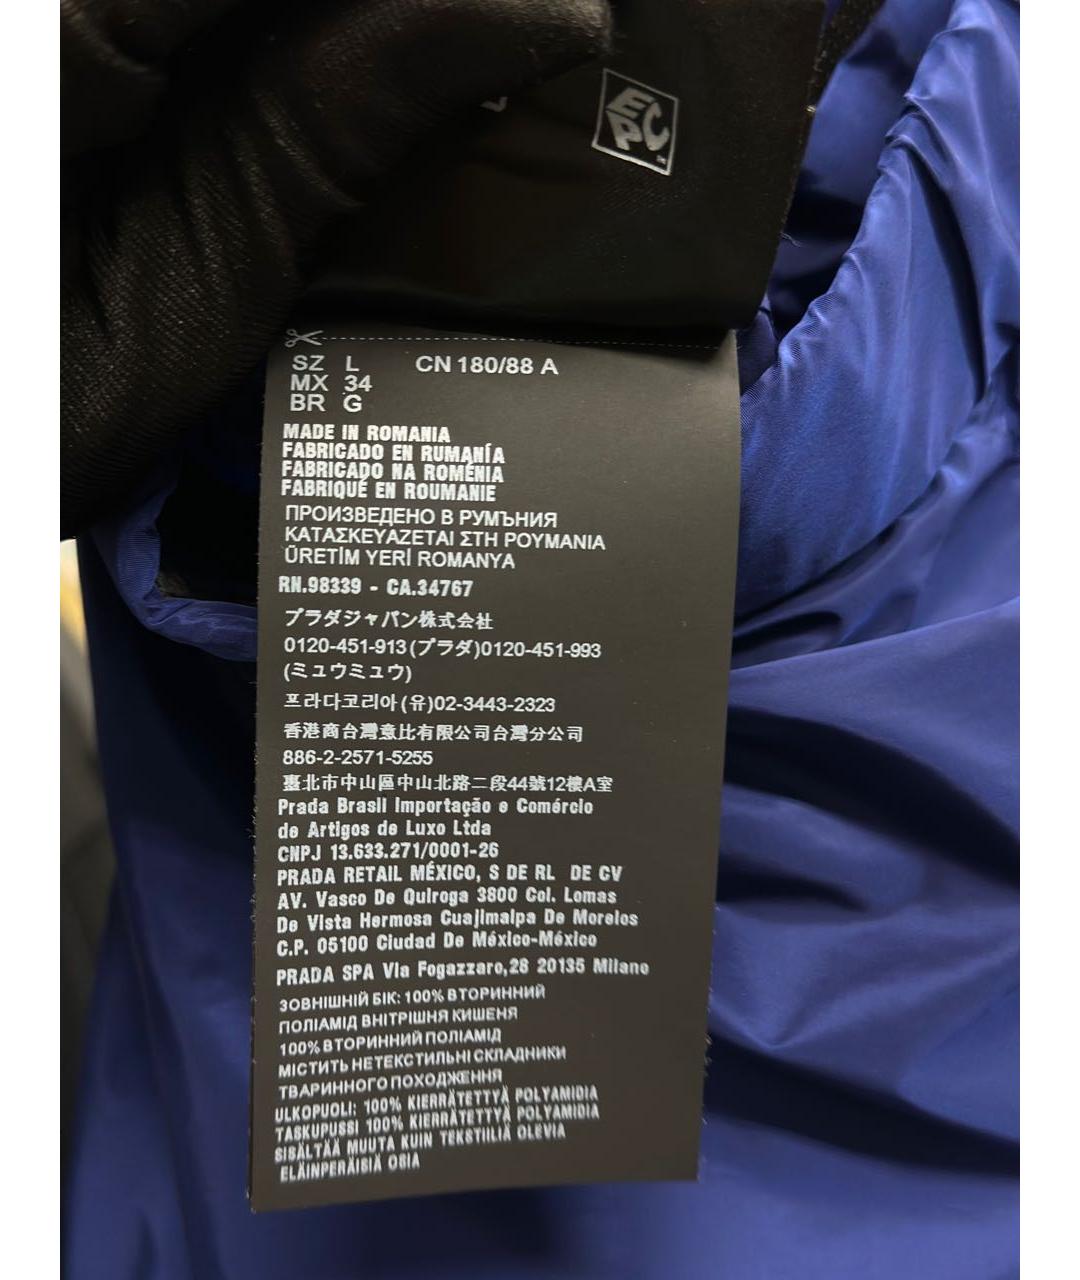 ECP
SZ L CN 180/88 A
MX 34
BR G
MADE IN ROMANIA
FABRICADO EN RUMANÍA
FABRICADO NA ROMÉNIA
FABRIQUÉ EN ROUMANIE
ПРОИЗВЕДЕНО В РУМЪНИЯ
ΚΑΤΑΣΚΕΥΑΖΕΤΑΙ ΣΤΗ ΡΟΥΜΑΝΙΑ
ÜRETİM YERİ ROMANYA
RN.98339 - CA.34767
プラダジャパン株式会社
0120-451-913(プラダ)0120-451-993
(ミュウミュウ)
프라다코리아(유)02-3443-2323
香港商台灣意比有限公司台灣分公司
886-2-2571-5255
臺北市中山區中山北路二段44號12樓A室
Prada Brasil Importação e Comércio
de Artigos de Luxo Ltda
CNPJ 13.633.271/0001-26
PRADA RETAIL MÉXICO, S DE RL DE CV
AV. Vasco De Quiroga 3800 Col. Lomas
De Vista Hermosa Cuajimalpa De Morelos
C.P. 05100 Ciudad De México-México
PRADA SPA Via Fogazzaro,28 20135 Milano
ЗОВНІШНІЙ БІК: 100% ВТОРИННИЙ
ПОЛІАМІД ВНІТРІШНЯ КИШЕНЯ
100% ВТОРИННИЙ ПОЛІАМІД
МІСТИТЬ НЕТЕКСТИЛЬНІ СКЛАДНИКИ
ТВАРИННОГО ПОХОДЖЕННЯ
ULKOPUOLI: 100% KIERRÄTETTYÄ POLYAMIDIA
TASKUPUSSI 100% KIERRÄTETTYÄ POLYAMIDIA
SISÄLTÄÄ MUUTA KUIN TEKSTIILIÄ OLEVIA
ELÄINPERÄISIÄ OSIA